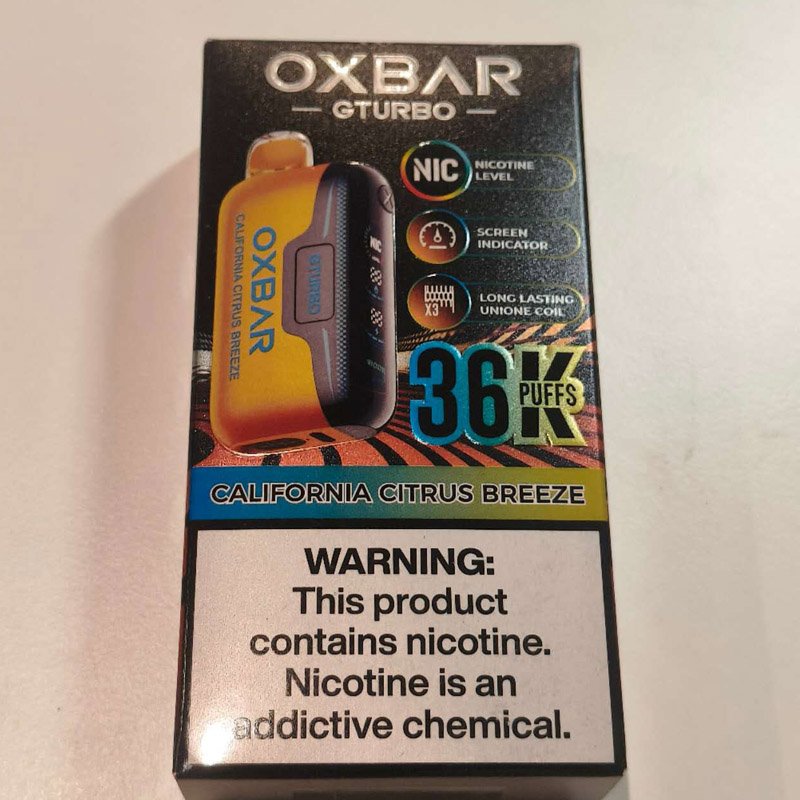 OXBAR
GTURBO
NIC
NICOTINE
LEVEL
SCREEN
INDICATOR
X3
LONG LASTING
UNIONE COIL
OXBAR
CALIFORNIA CITRUS BREEZE
GTURBO
NIC
36K
PUFFS
CALIFORNIA CITRUS BREEZE
WARNING:
This product
contains nicotine.
Nicotine is an
addictive chemical.